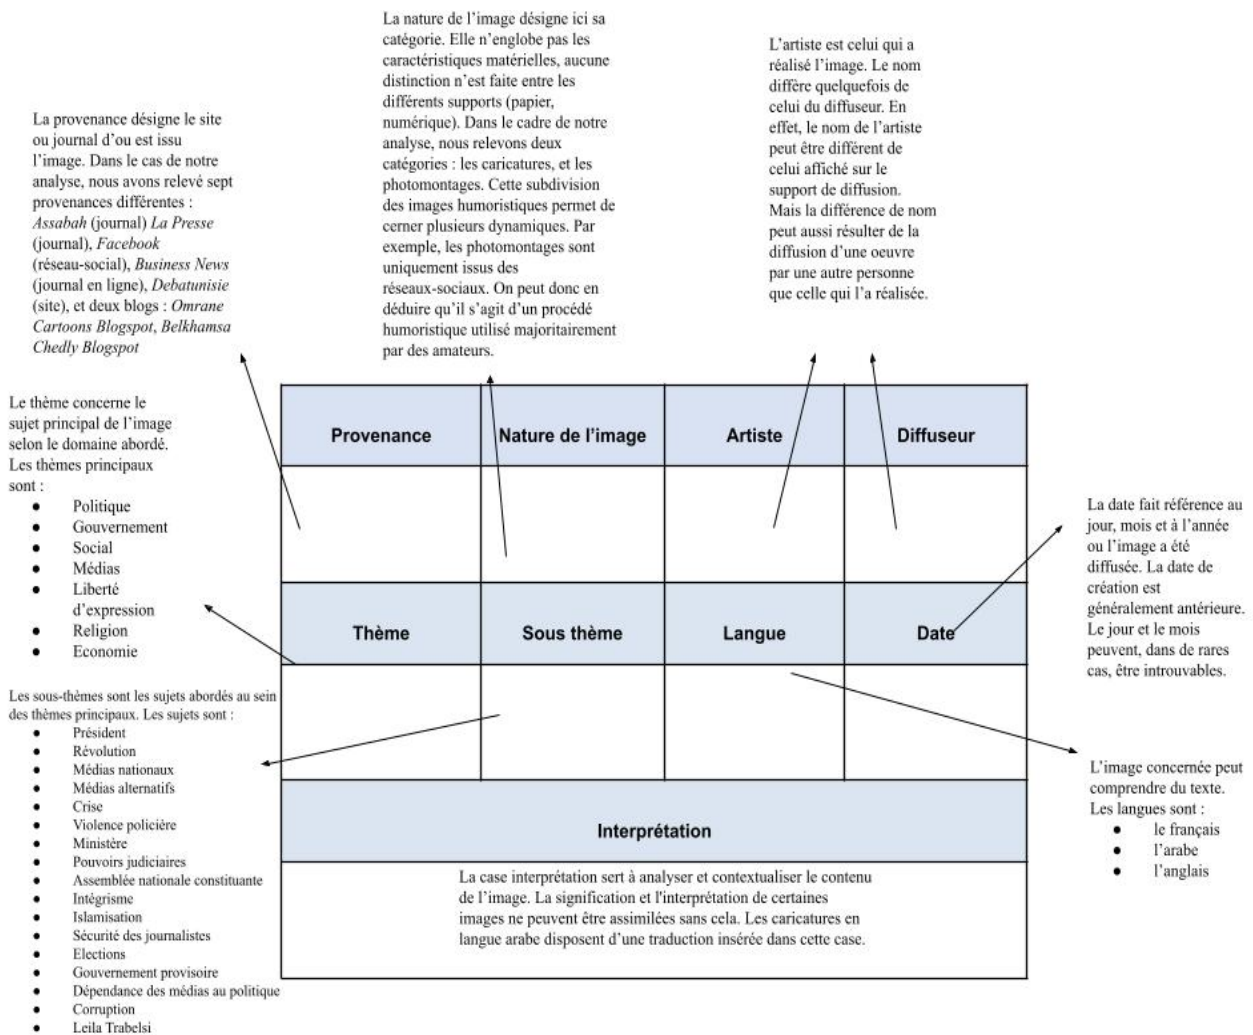 La nature de l'image désigne ici sa
catégorie. Elle n'englobe pas les
caractéristiques matérielles, aucune
distinction n'est faite entre les
différents supports (papier,
numérique). Dans le cadre de notre
analyse, nous relevons deux
catégories : les caricatures, et les
photomontages. Cette subdivision
des images humoristiques permet de
cerner plusieurs dynamiques. Par
exemple, les photomontages sont
uniquement issus des
réseaux-sociaux. On peut donc en
déduire qu'il s'agit d'un procédé
humoristique utilisé majoritairement
par des amateurs.
L'artiste est celui qui a
réalisé l'image. Le nom
diffère quelquefois de
celui du diffuseur. En
effet, le nom de l'artiste
peut être différent de
celui affiché sur le
support de diffusion.
Mais la différence de nom
peut aussi résulter de la
diffusion d'une oeuvre
par une autre personne
que celle qui l'a réalisée.
La provenance désigne le site
ou journal d'ou est issu
l'image. Dans le cas de notre
analyse, nous avons relevé sept
provenances différentes :
Assabah (journal) La Presse
(journal), Facebook
(réseau-social), Business News
(journal en ligne), Debatunisie
(site), et deux blogs : Omrane
Cartoons Blogspot, Belkhamsa
Chedly Blogspot
Provenance
Nature de l'image
Artiste
Diffuseur
Le thème concerne le
sujet principal de l'image
selon le domaine abordé.
Les thèmes principaux
sont :
● Politique
● Gouvernement
● Social
● Médias
● Liberté
d'expression
● Religion
● Economie
Thème
Sous thème
Langue
Date
La date fait référence au
jour, mois et à l'année
ou l'image a été
diffusée. La date de
création est
généralement antérieure.
Le jour et le mois
peuvent, dans de rares
cas, être introuvables.
Les sous-thèmes sont les sujets abordés au sein
des thèmes principaux. Les sujets sont :
● Président
● Révolution
● Médias nationaux
● Médias alternatifs
● Crise
● Violence policière
● Ministère
● Pouvoirs judiciaires
● Assemblée nationale constituante
● Intégrisme
● Islamisation
● Sécurité des journalistes
● Elections
● Gouvernement provisoire
● Dépendance des médias au politique
● Corruption
● Leila Trabelsi
L'image concernée peut
comprendre du texte.
Les langues sont :
● le français
● l'arabe
● l'anglais
Interprétation
La case interprétation sert à analyser et contextualiser le contenu
de l'image. La signification et l'interprétation de certaines
images ne peuvent être assimilées sans cela. Les caricatures en
langue arabe disposent d'une traduction insérée dans cette case.